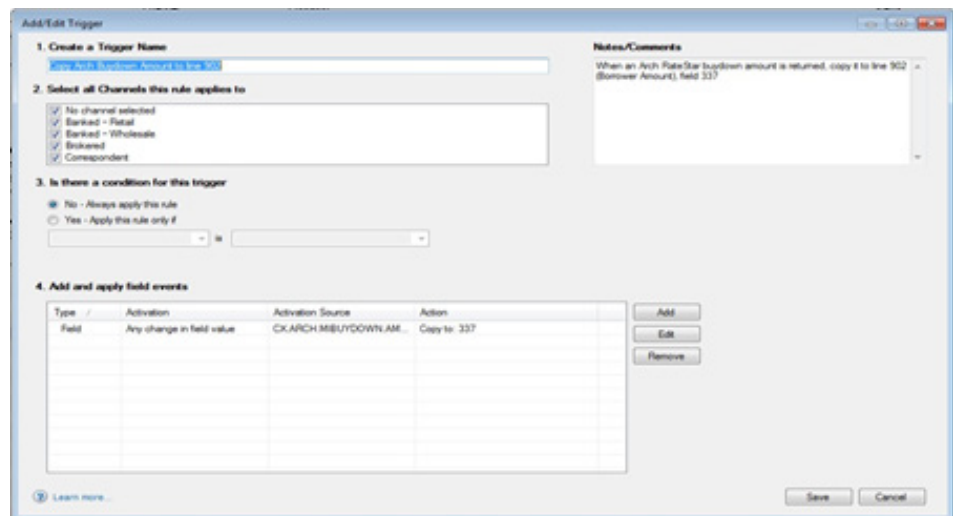 Add/Edit Trigger
1. Create a Trigger Name
Copy Arch Buydown Amount to line 902
2. Select all Channels this rule applies to
No channel selected
Banked - Retail
Banked - Wholesale
Brokered
Correspondent
Notes/Comments
When an Arch RateStar buydown amount is returned, copy it to line 902
(Borrower Amount), field 337
3. Is there a condition for this trigger
No - Always apply this rule
Yes - Apply this rule only if
is
4. Add and apply field events
Type / Activation Activation Source Action
Field Any change in field value CX.ARCH.MIBUYDOWN.AM... Copy to: 337
Add
Edit
Remove
Learn more...
Save Cancel